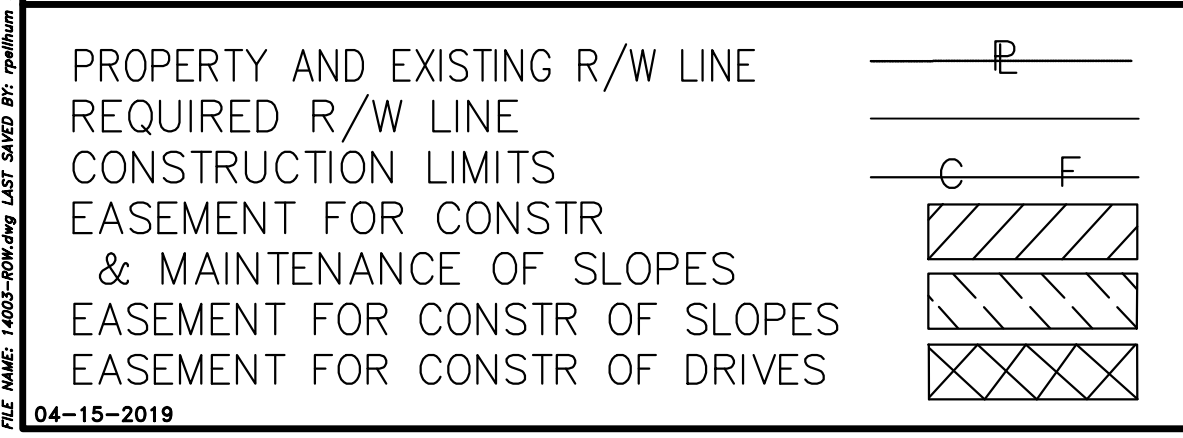 PROPERTY AND EXISTING R/W LINE PL
REQUIRED R/W LINE
CONSTRUCTION LIMITS C F
EASEMENT FOR CONSTR
& MAINTENANCE OF SLOPES
EASEMENT FOR CONSTR OF SLOPES
EASEMENT FOR CONSTR OF DRIVES
04-15-2019
FILE NAME: 14003-ROW.dwg LAST SAVED BY: rpellhum